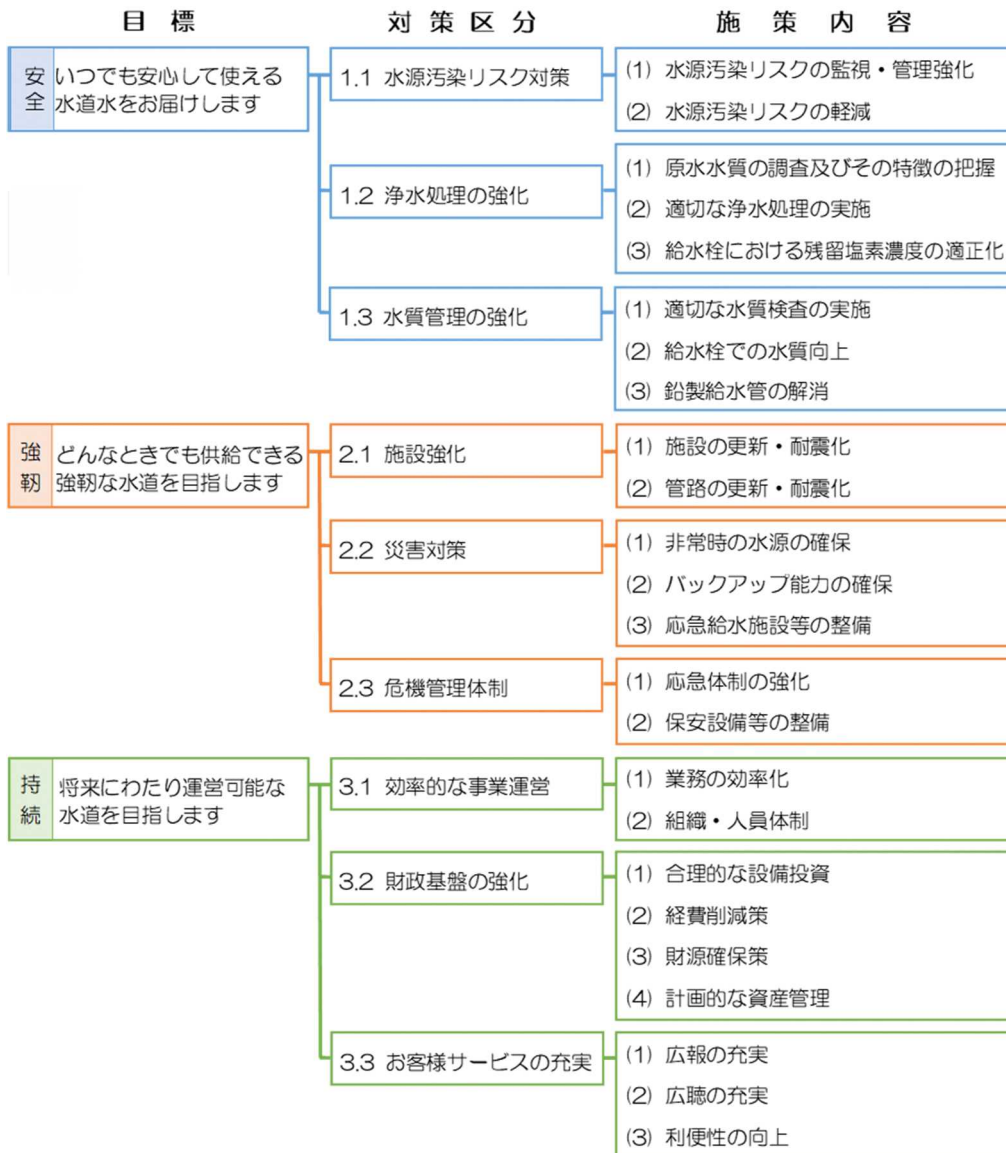 目標 対策区分 施策内容
安全 いつでも安心して使える
水道水をお届けします
1.1 水源汚染リスク対策
(1) 水源汚染リスクの監視・管理強化
(2) 水源汚染リスクの軽減
1.2 浄水処理の強化
(1) 原水水質の調査及びその特徴の把握
(2) 適切な浄水処理の実施
(3) 給水栓における残留塩素濃度の適正化
1.3 水質管理の強化
(1) 適切な水質検査の実施
(2) 給水栓での水質向上
(3) 鉛製給水管の解消
強靭 どんなときでも供給できる
強靭な水道を目指します
2.1 施設強化
(1) 施設の更新・耐震化
(2) 管路の更新・耐震化
2.2 災害対策
(1) 非常時の水源の確保
(2) バックアップ能力の確保
(3) 応急給水施設等の整備
2.3 危機管理体制
(1) 応急体制の強化
(2) 保安設備等の整備
持続 将来にわたり運営可能な
水道を目指します
3.1 効率的な事業運営
(1) 業務の効率化
(2) 組織・人員体制
3.2 財政基盤の強化
(1) 合理的な設備投資
(2) 経費削減策
(3) 財源確保策
(4) 計画的な資産管理
3.3 お客様サービスの充実
(1) 広報の充実
(2) 広聴の充実
(3) 利便性の向上